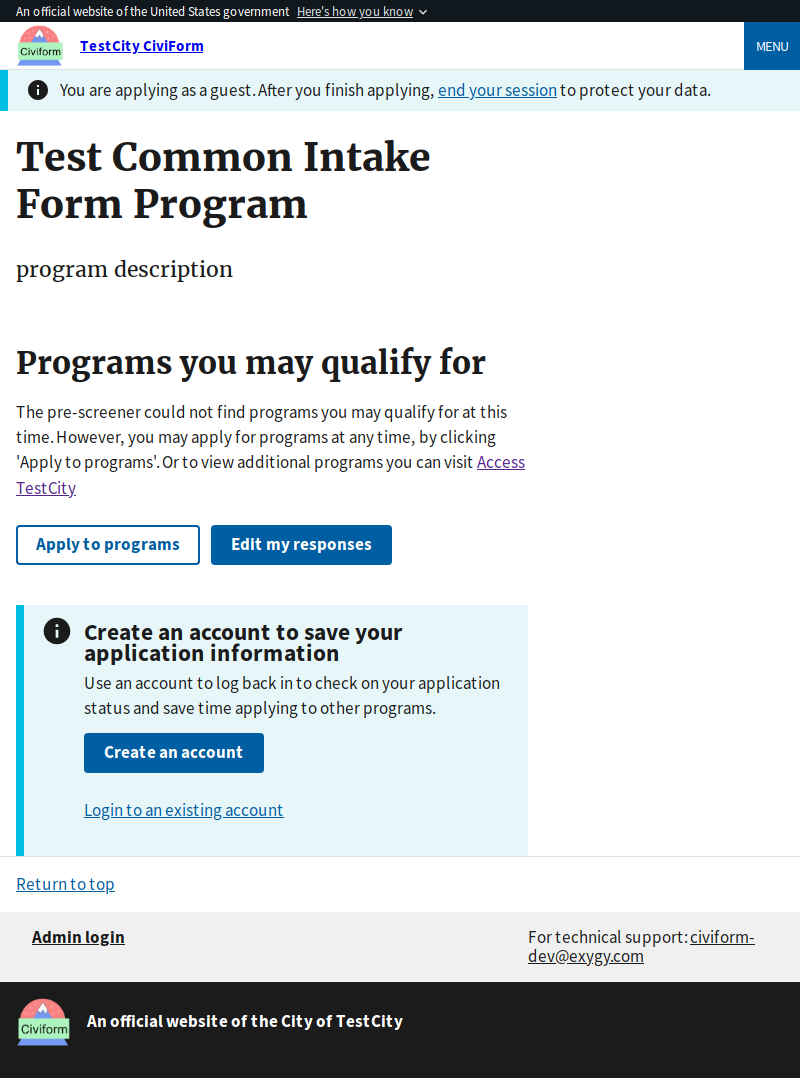 An official website of the United States government Here's how you know
Civiform
TestCity CiviForm
MENU
You are applying as a guest. After you finish applying, end your session to protect your data.
Test Common Intake
Form Program
program description
Programs you may qualify for
The pre-screener could not find programs you may qualify for at this
time. However, you may apply for programs at any time, by clicking
'Apply to programs'. Or to view additional programs you can visit Access
TestCity
Apply to programs
Edit my responses
Create an account to save your
application information
Use an account to log back in to check on your application
status and save time applying to other programs.
Create an account
Login to an existing account
Return to top
Admin login
For technical support: civiform-
dev@exygy.com
Civiform
An official website of the City of TestCity